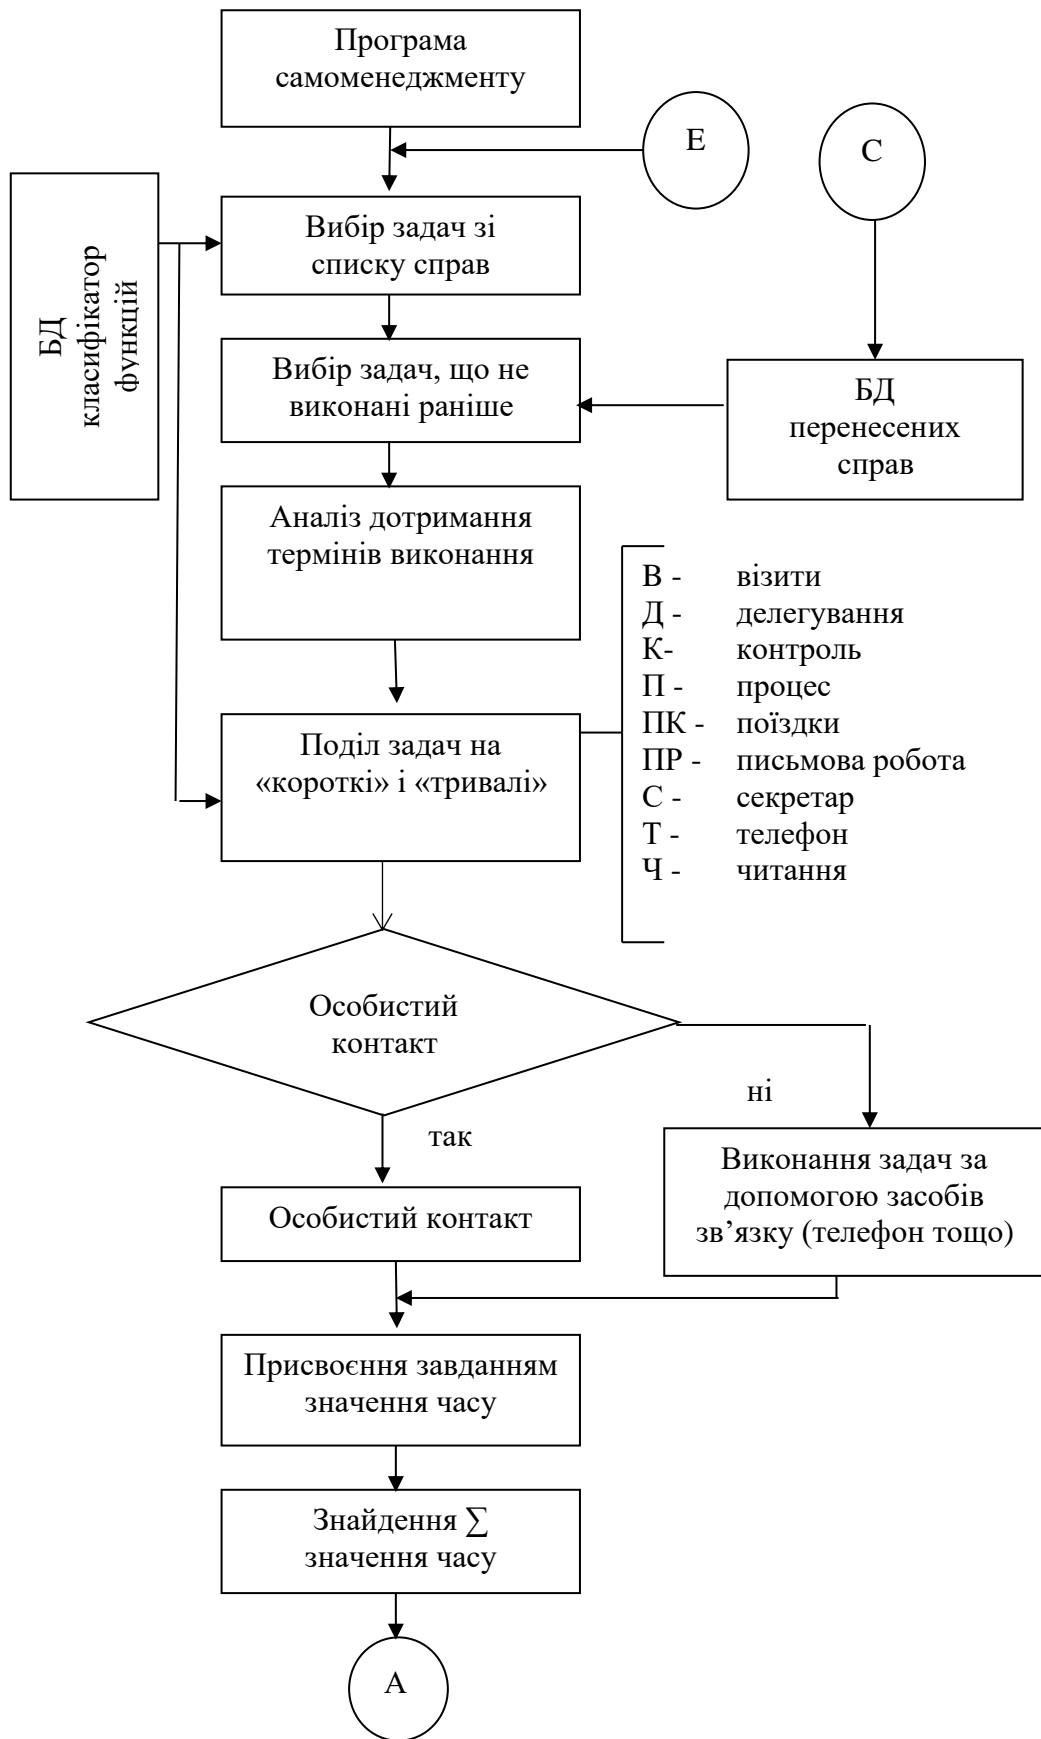 Програма
самоменеджменту
Е
С
БД
класифікатор
функцій
Вибір задач зі
списку справ
Вибір задач, що не
виконані раніше
БД
перенесених
справ
Аналіз дотримання
термінів виконання
В - візити
Д - делегування
К- контроль
П - процес
ПК - поїздки
ПР - письмова робота
С - секретар
Т - телефон
Ч - читання
Поділ задач на
«короткі» і «тривалі»
Особистий
контакт
ні
так
Виконання задач за
допомогою засобів
зв’язку (телефон тощо)
Особистий контакт
Присвоєння завданням
значення часу
Знайдення ∑
значення часу
А